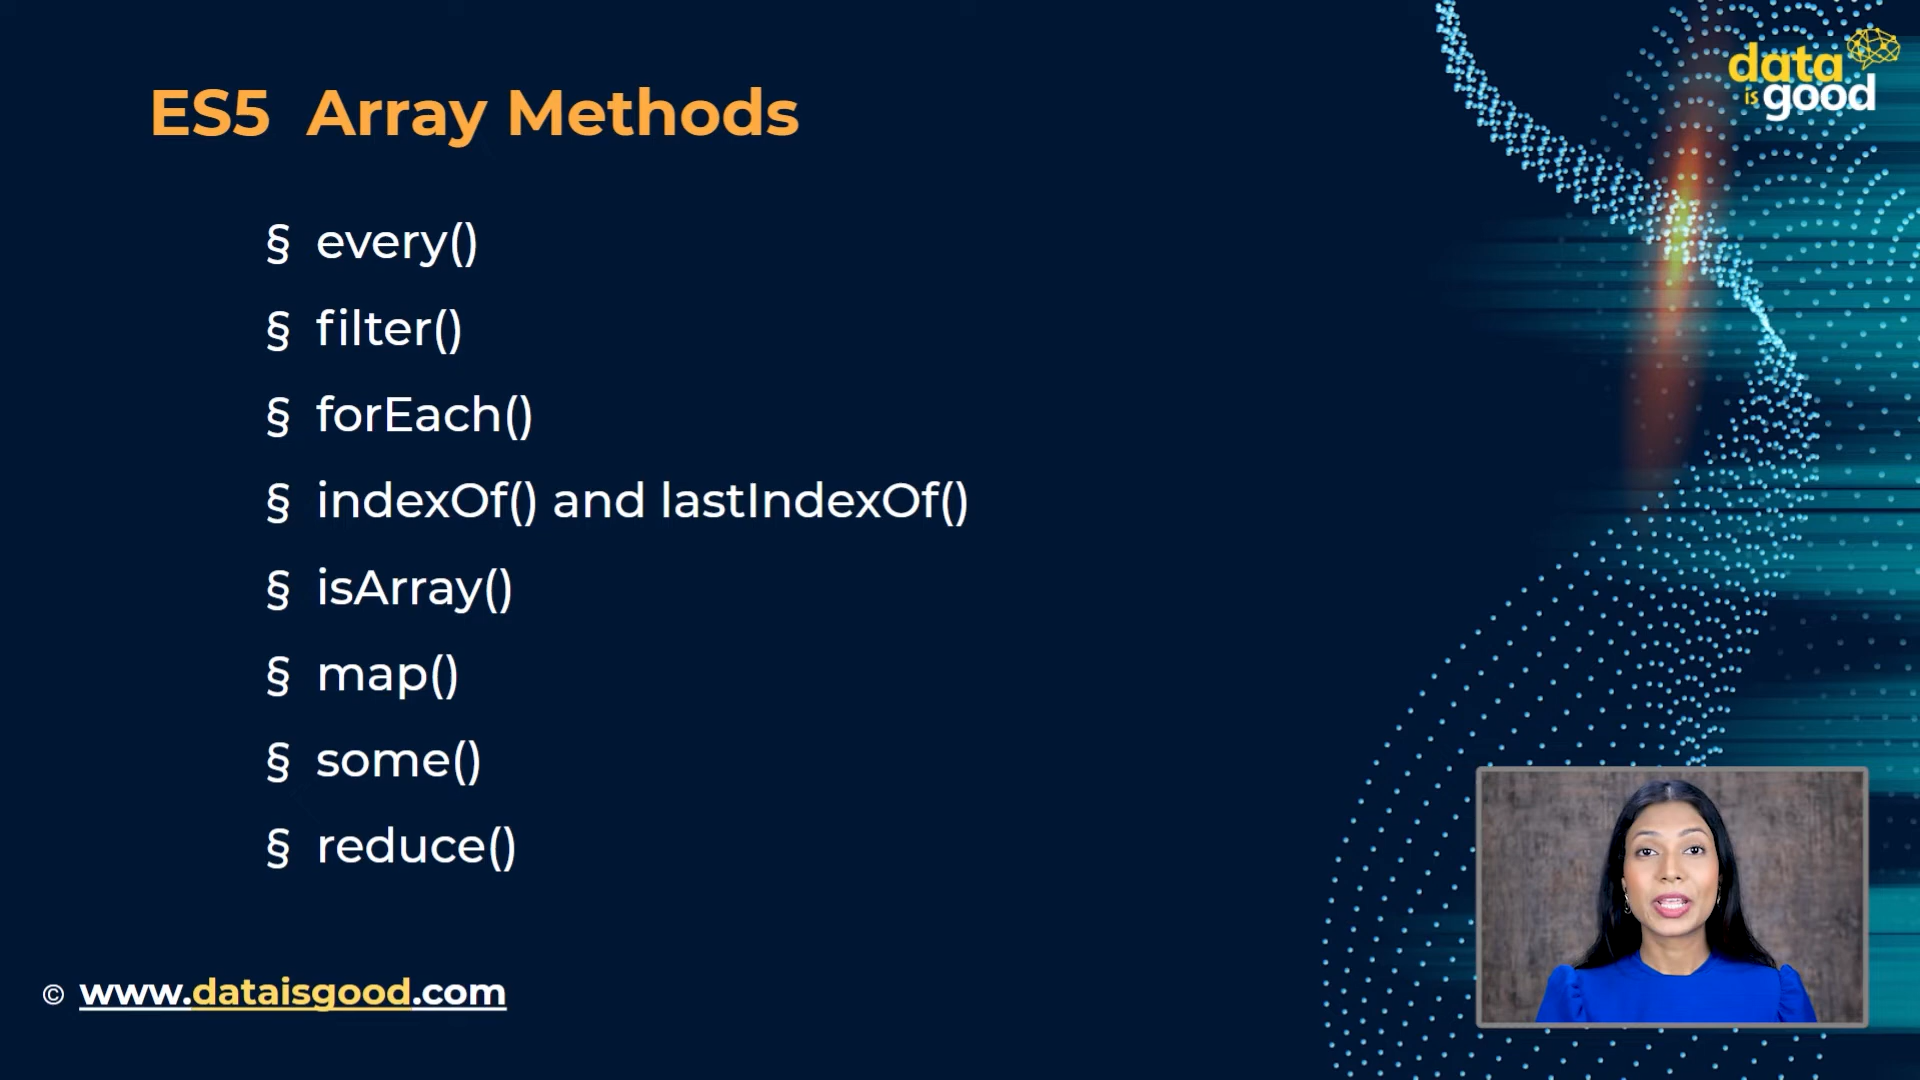 data
is good
ES5 Array Methods
§ every()
§ filter()
§ forEach()
§ indexOf() and lastIndexOf()
§ isArray()
§ map()
§ some()
§ reduce()
© www.dataisgood.com